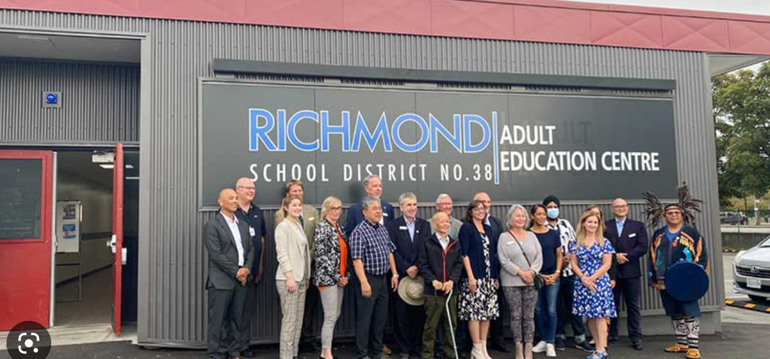 RICHMOND
SCHOOL DISTRICT NO.38
ADULT
EDUCATION CENTRE